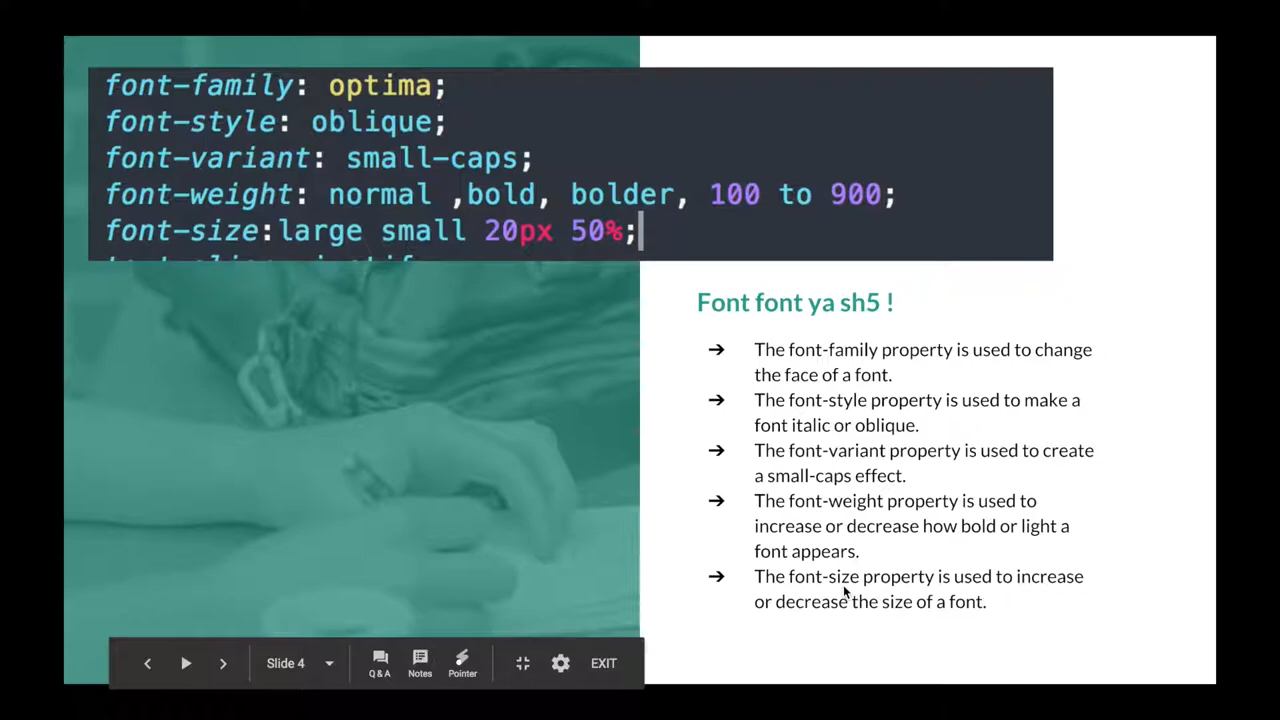 font-family: optima;
font-style: oblique;
font-variant: small-caps;
font-weight: normal ,bold, bolder, 100 to 900;
font-size:large small 20px 50%;
Font font ya sh5 !
➔ The font-family property is used to change
the face of a font.
➔ The font-style property is used to make a
font italic or oblique.
➔ The font-variant property is used to create
a small-caps effect.
➔ The font-weight property is used to
increase or decrease how bold or light a
font appears.
➔ The font-size property is used to increase
or decrease the size of a font.
Slide 4
Q & A
Notes
Pointer
EXIT